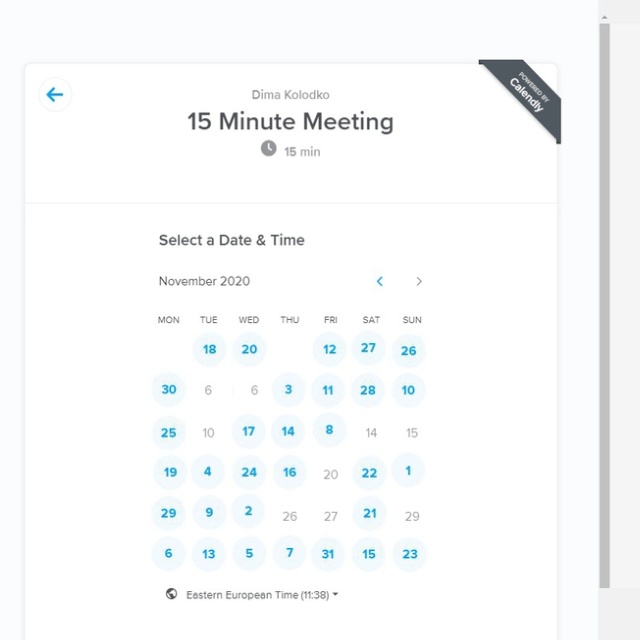 POWERED BY
Calendly
Dima Kolodko
15 Minute Meeting
15 min
Select a Date & Time
November 2020
MON TUE WED THU FRI SAT SUN
18 20 12 27 26
30 6 6 3 11 28 10
25 10 17 14 8 14 15
19 4 24 16 20 22 1
29 9 2 26 27 21 29
6 13 5 7 31 15 23
Eastern European Time (11:38)